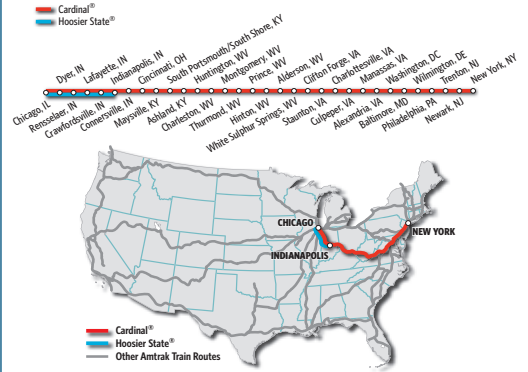 Cardinal®
Hoosier State®
Chicago, IL
Dyer, IN
Rensselaer, IN
Lafayette, IN
Crawfordsville, IN
Indianapolis, IN
Connersville, IN
Cincinnati, OH
Maysville, KY
South Portsmouth/South Shore, KY
Ashland, KY
Huntington, WV
Charleston, WV
Montgomery, WV
Thurmond, WV
Prince, WV
Hinton, WV
Alderson, WV
White Sulphur Springs, WV
Clifton Forge, VA
Staunton, VA
Charlottesville, VA
Culpeper, VA
Manassas, VA
Alexandria, VA
Washington, DC
Baltimore, MD
Wilmington, DE
Philadelphia, PA
Trenton, NJ
Newark, NJ
New York, NY
CHICAGO
NEW YORK
INDIANAPOLIS
Cardinal®
Hoosier State®
Other Amtrak Train Routes